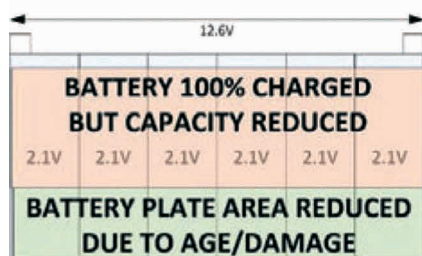 12.6V
BATTERY 100% CHARGED
BUT CAPACITY REDUCED
2.1V 2.1V 2.1V 2.1V 2.1V 2.1V
BATTERY PLATE AREA REDUCED
DUE TO AGE/DAMAGE